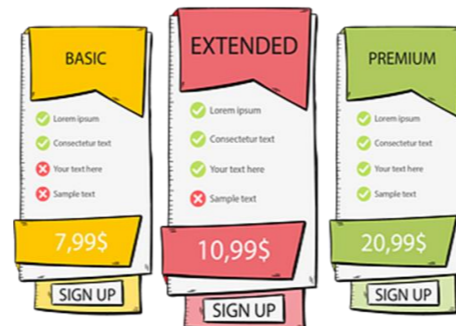 BASIC
Lorem ipsum
Consectetur text
Your text here
Sample text
7,99$
SIGN UP
EXTENDED
Lorem ipsum
Consectetur text
Your text here
Sample text
10,99$
SIGN UP
PREMIUM
Lorem ipsum
Consectetur text
Your text here
Sample text
20,99$
SIGN UP